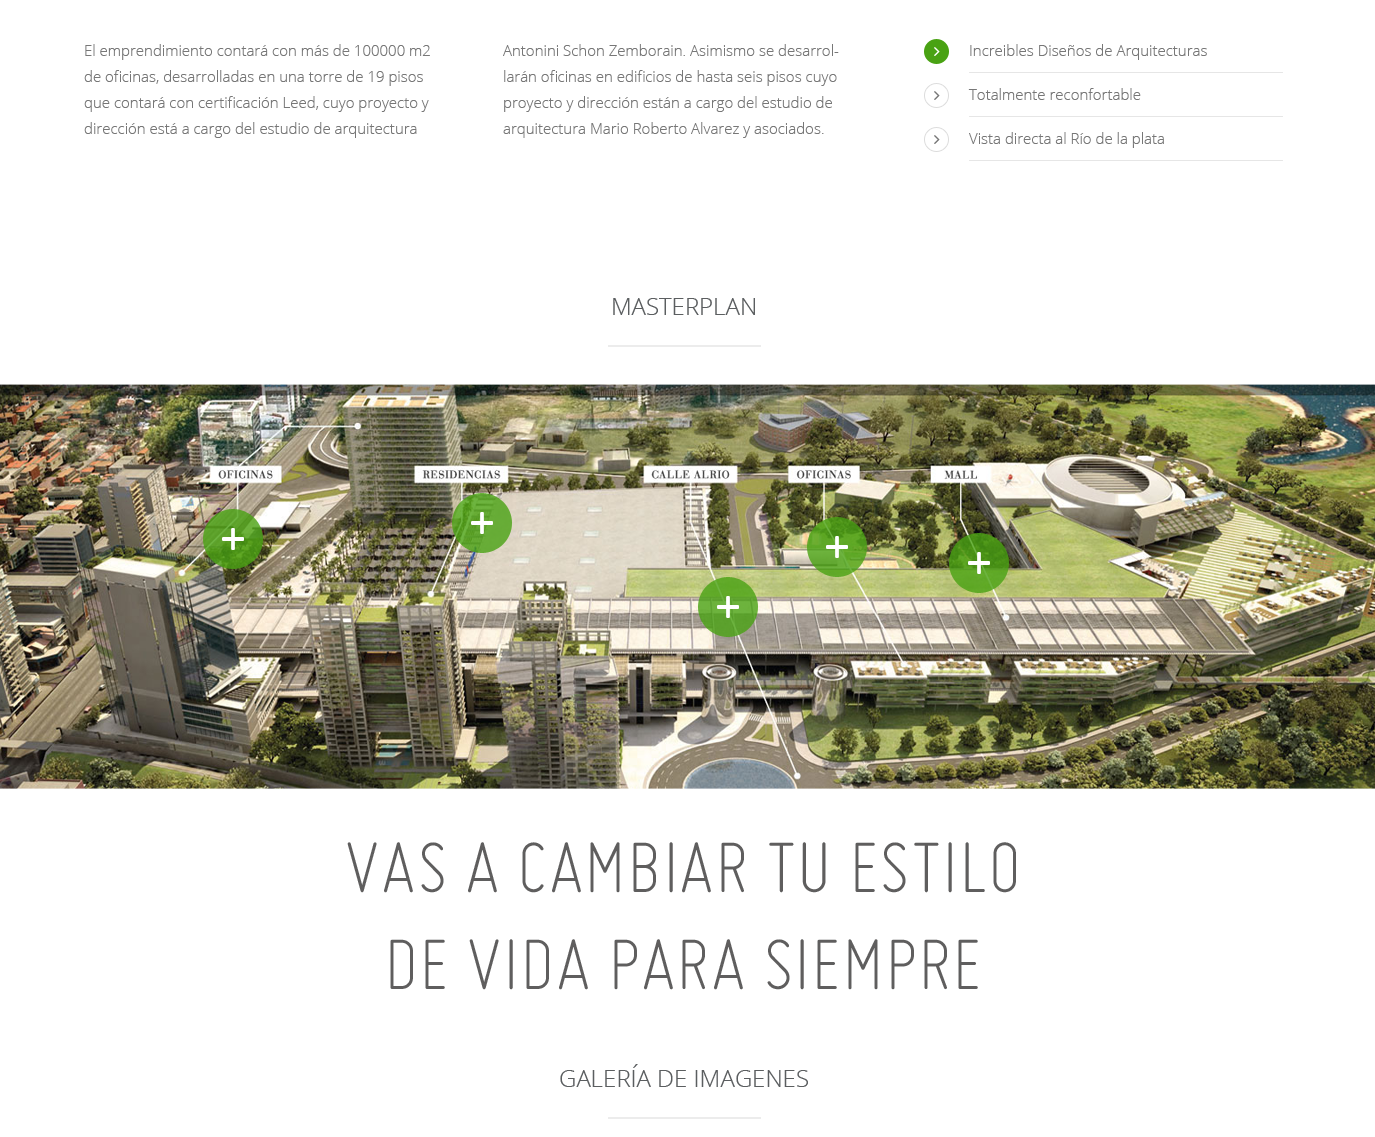 El emprendimiento contará con más de 100000 m2
de oficinas, desarrolladas en una torre de 19 pisos
que contará con certificación Leed, cuyo proyecto y
dirección está a cargo del estudio de arquitectura
Antonini Schon Zemborain. Asimismo se desarrol-
larán oficinas en edificios de hasta seis pisos cuyo
proyecto y dirección están a cargo del estudio de
arquitectura Mario Roberto Alvarez y asociados.
Increibles Diseños de Arquitecturas
Totalmente reconfortable
Vista directa al Río de la plata
MASTERPLAN
OFICINAS
RESIDENCIAS
CALLE ALRIO
OFICINAS
MALL
VAS A CAMBIAR TU ESTILO
DE VIDA PARA SIEMPRE
GALERÍA DE IMAGENES